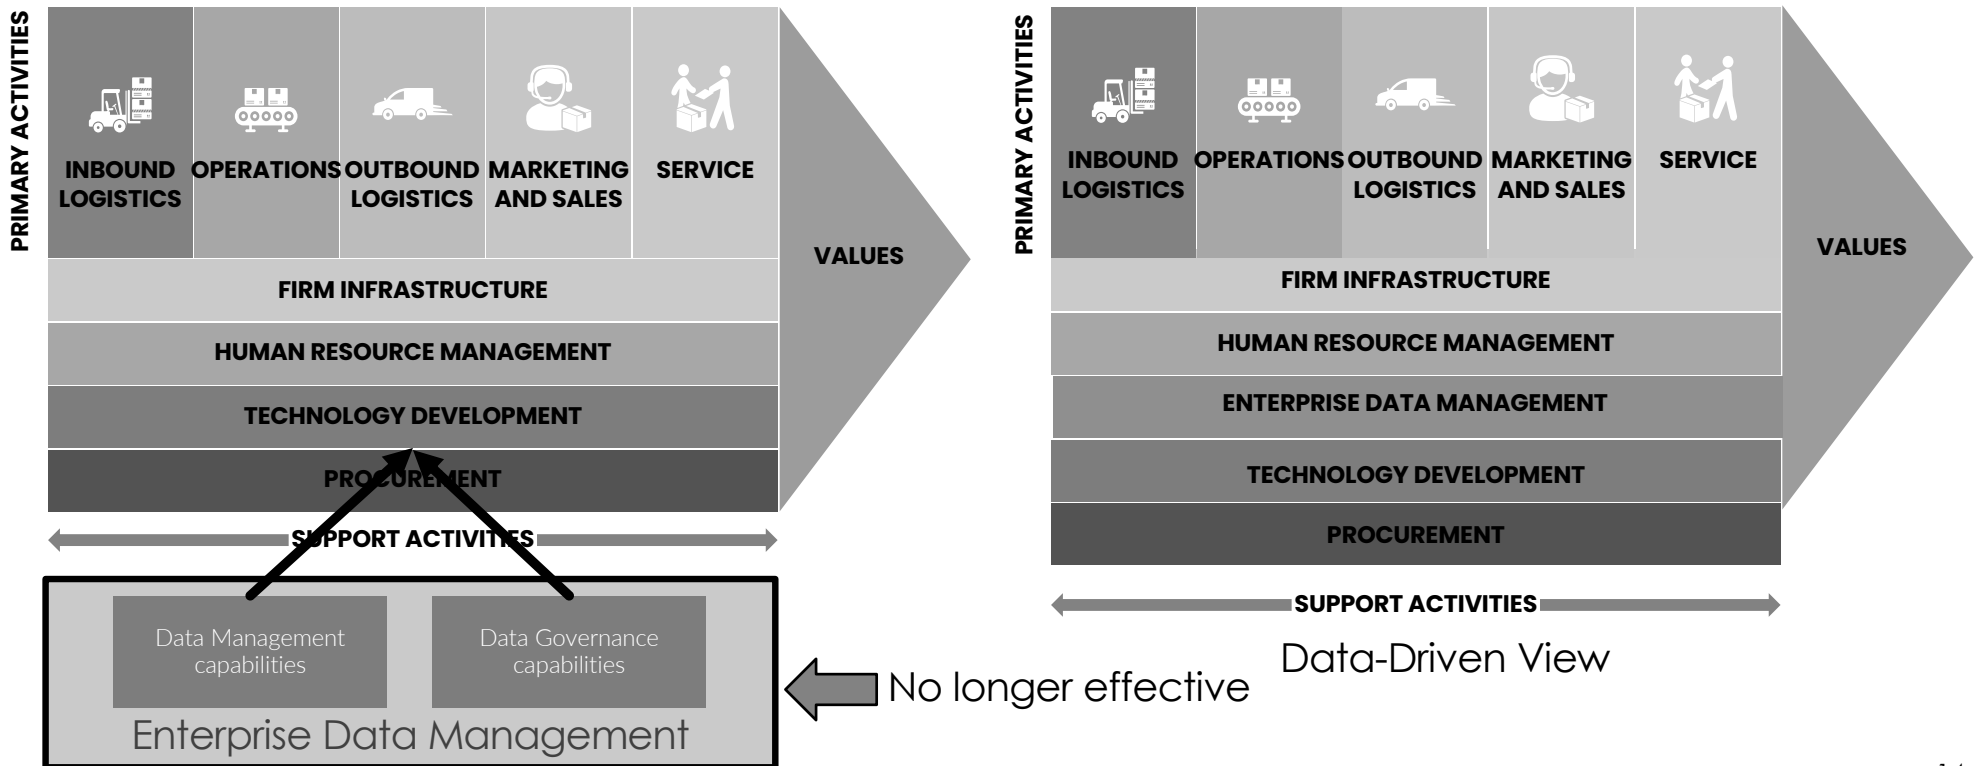 PRIMARY ACTIVITIES
INBOUND
LOGISTICS
OPERATIONS
OUTBOUND
LOGISTICS
MARKETING
AND SALES
SERVICE
VALUES
FIRM INFRASTRUCTURE
HUMAN RESOURCE MANAGEMENT
TECHNOLOGY DEVELOPMENT
PROCUREMENT
SUPPORT ACTIVITIES
Data Management
capabilities
Data Governance
capabilities
Enterprise Data Management
No longer effective
PRIMARY ACTIVITIES
INBOUND
LOGISTICS
OPERATIONS
OUTBOUND
LOGISTICS
MARKETING
AND SALES
SERVICE
VALUES
FIRM INFRASTRUCTURE
HUMAN RESOURCE MANAGEMENT
ENTERPRISE DATA MANAGEMENT
TECHNOLOGY DEVELOPMENT
PROCUREMENT
SUPPORT ACTIVITIES
Data-Driven View